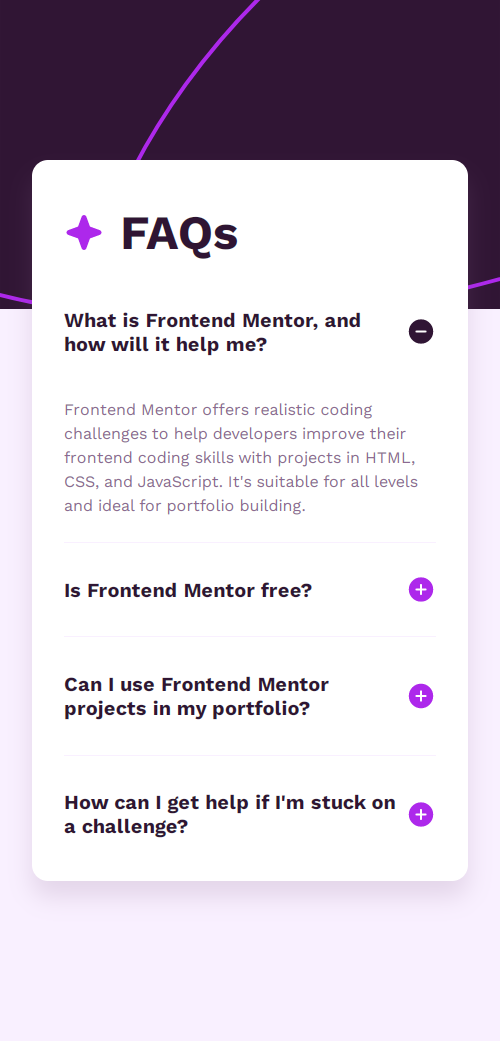 FAQs
What is Frontend Mentor, and
how will it help me?
Frontend Mentor offers realistic coding
challenges to help developers improve their
frontend coding skills with projects in HTML,
CSS, and JavaScript. It's suitable for all levels
and ideal for portfolio building.
Is Frontend Mentor free?
Can I use Frontend Mentor
projects in my portfolio?
How can I get help if I'm stuck on
a challenge?